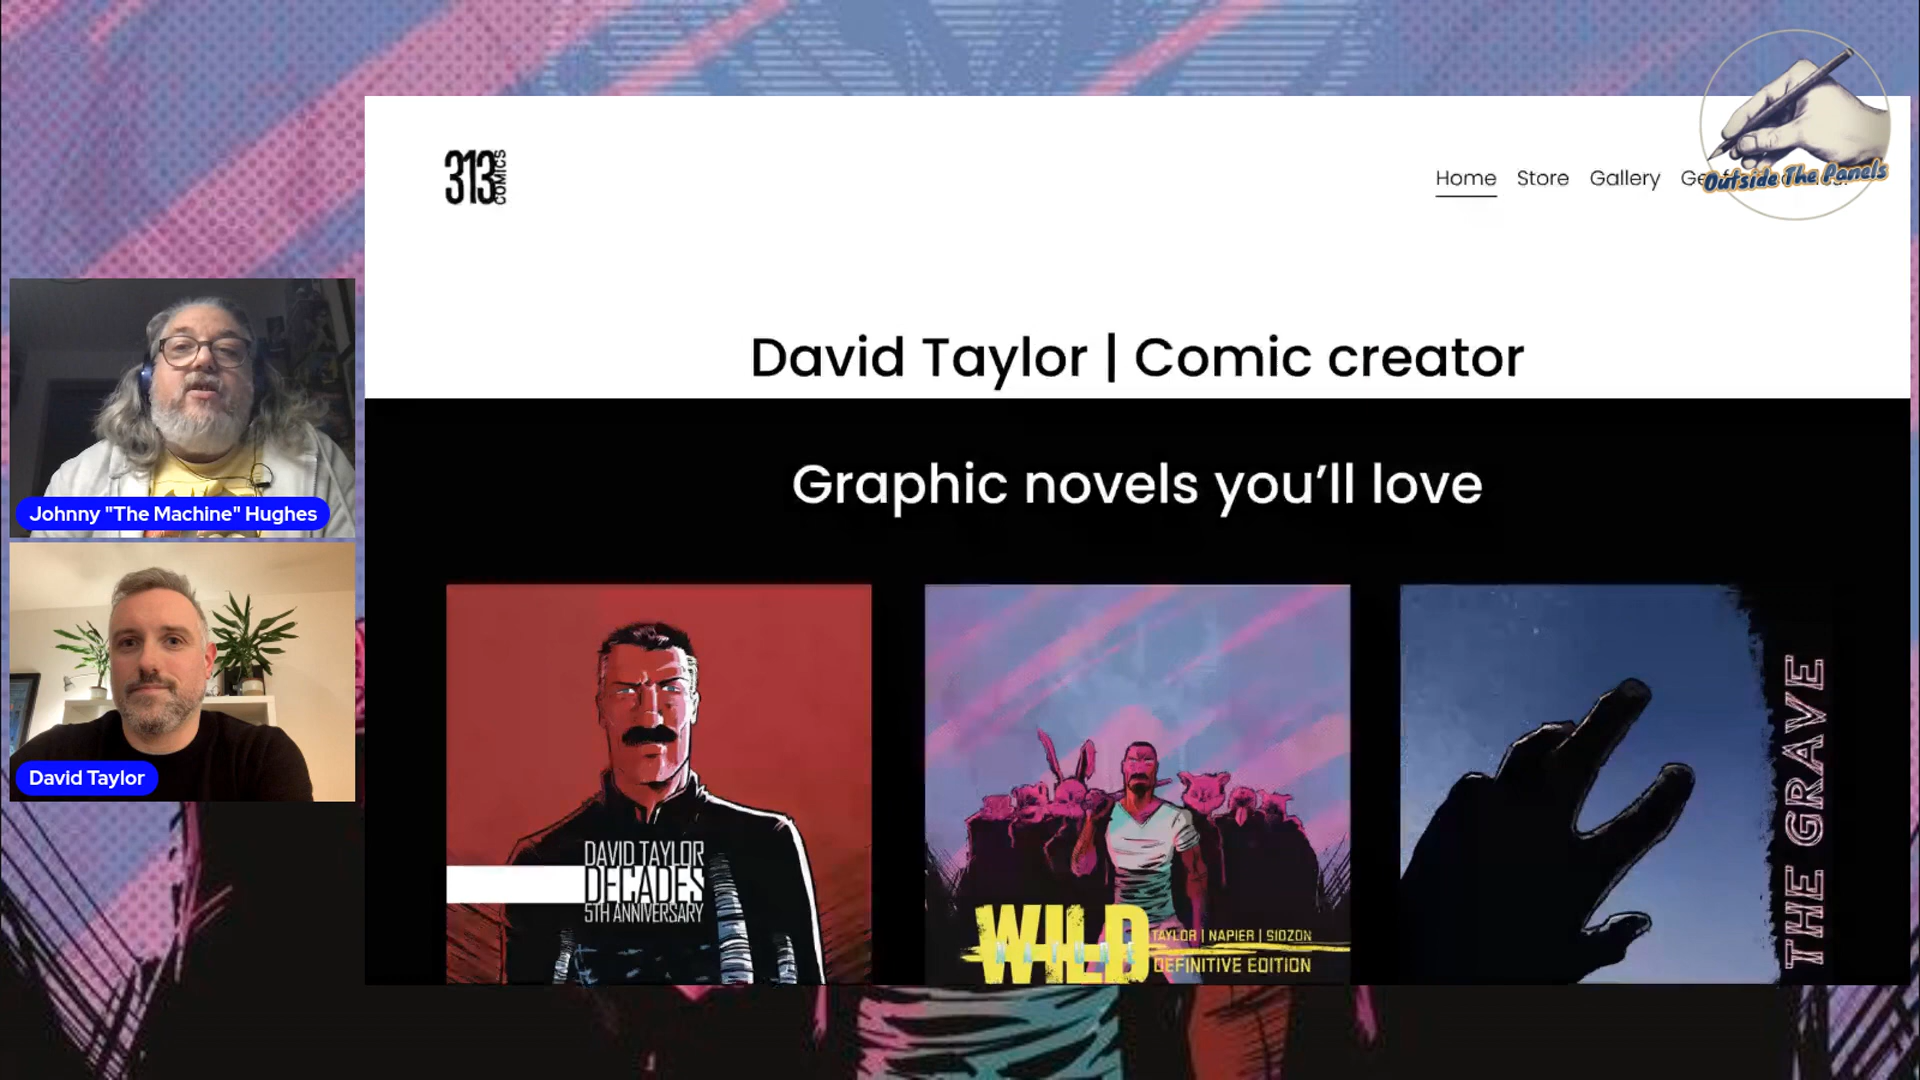 313
COMICS
Home Store Gallery Ge
Outside The Panels
David Taylor | Comic creator
Graphic novels you’ll love
Johnny "The Machine" Hughes
David Taylor
DAVID TAYLOR
DECADES
5TH ANNIVERSARY
WILD
TAYLOR | NAPIER | SIOZON
DEFINITIVE EDITION
THE GRAVE